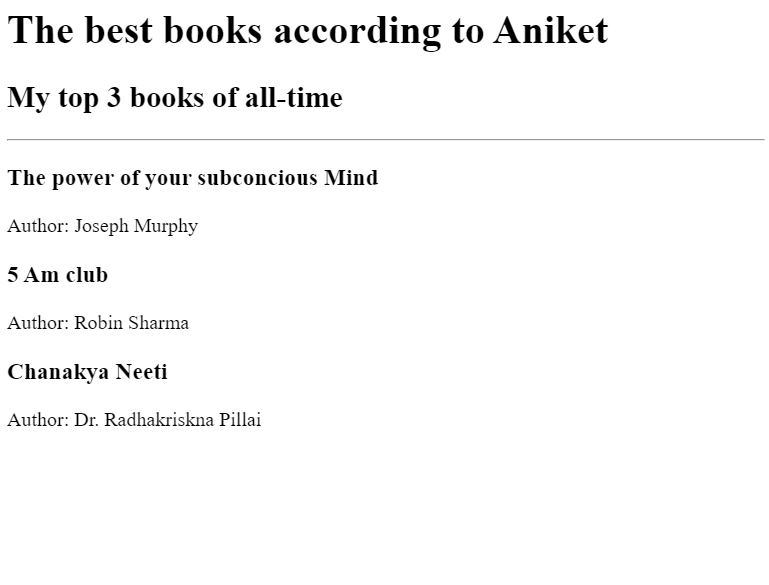 The best books according to Aniket
My top 3 books of all-time
The power of your subconcious Mind
Author: Joseph Murphy
5 Am club
Author: Robin Sharma
Chanakya Neeti
Author: Dr. Radhakriskna Pillai